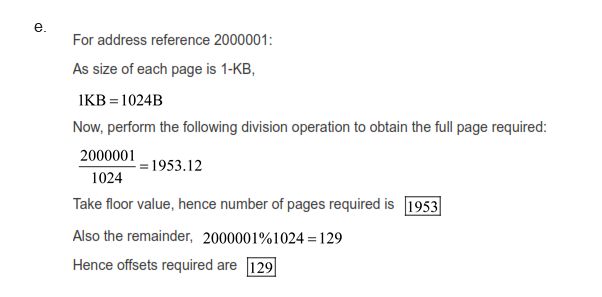 e.
For address reference 2000001:
As size of each page is 1-KB,
1KB = 1024B
Now, perform the following division operation to obtain the full page required:
2000001
1024
= 1953.12
Take floor value, hence number of pages required is 1953
Also the remainder, 2000001%1024 = 129
Hence offsets required are 129